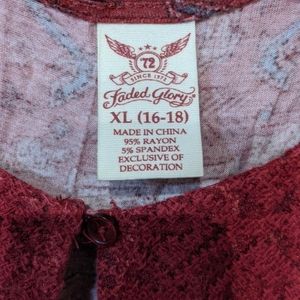 72
SINCE 1972
Faded Glory
XL (16-18)
MADE IN CHINA
95% RAYON
5% SPANDEX
EXCLUSIVE OF
DECORATION